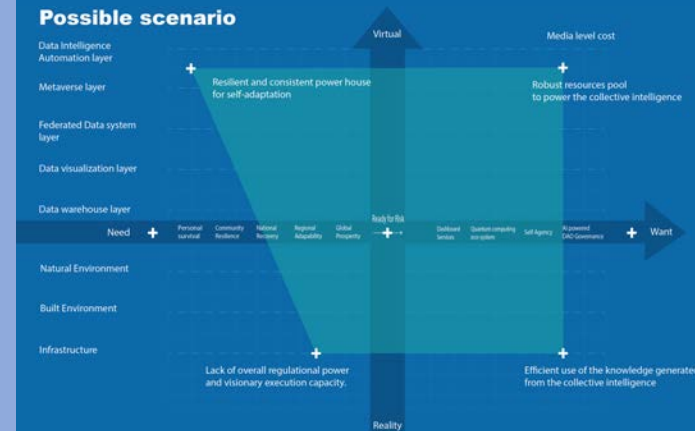 Possible scenario
Virtual
Media level cost
Data Intelligence
Automation layer
Resilient and consistent power house
for self-adaptation
Robust resources pool
to power the collective intelligence
Metaverse layer
Federated Data system
layer
Data visualization layer
Data warehouse layer
Ready for Risk
Need
Personal
survival
Community
Resilience
National
Recovery
Regional
Adapability
Global
Prosperity
Dashboard
Services
Quantum computing
eco-system
Self Agency
AI powered
DAO Governance
Want
Natural Environment
Built Environment
Infrastructure
Lack of overall regulational power
and visionary execution capacity.
Efficient use of the knowledge generated
from the collective intelligence
Reality